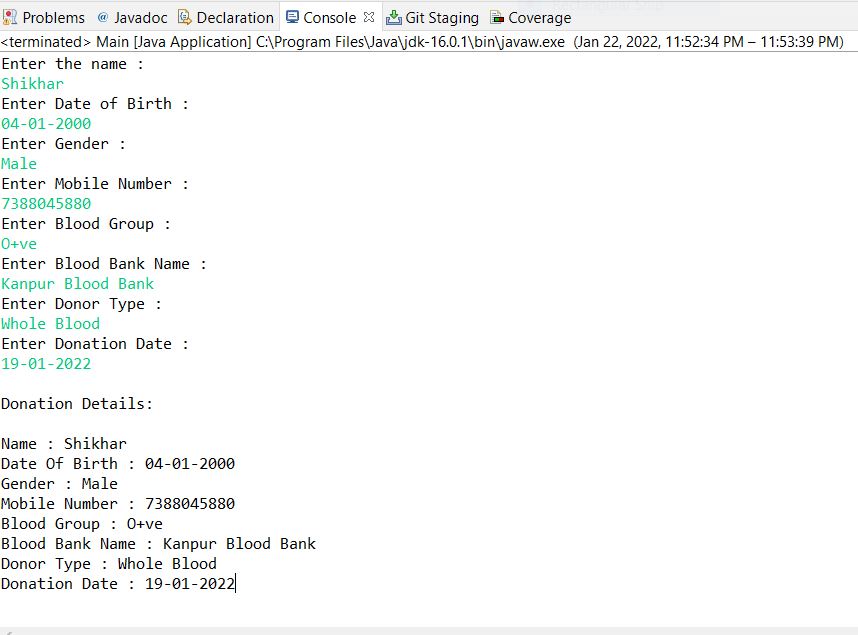 Problems @ Javadoc Declaration Console Git Staging Coverage
<terminated> Main [Java Application] C:\Program Files\Java\jdk-16.0.1\bin\javaw.exe (Jan 22, 2022, 11:52:34 PM – 11:53:39 PM)
Enter the name :
Shikhar
Enter Date of Birth :
04-01-2000
Enter Gender :
Male
Enter Mobile Number :
7388045880
Enter Blood Group :
O+ve
Enter Blood Bank Name :
Kanpur Blood Bank
Enter Donor Type :
Whole Blood
Enter Donation Date :
19-01-2022
Donation Details:
Name : Shikhar
Date Of Birth : 04-01-2000
Gender : Male
Mobile Number : 7388045880
Blood Group : O+ve
Blood Bank Name : Kanpur Blood Bank
Donor Type : Whole Blood
Donation Date : 19-01-2022